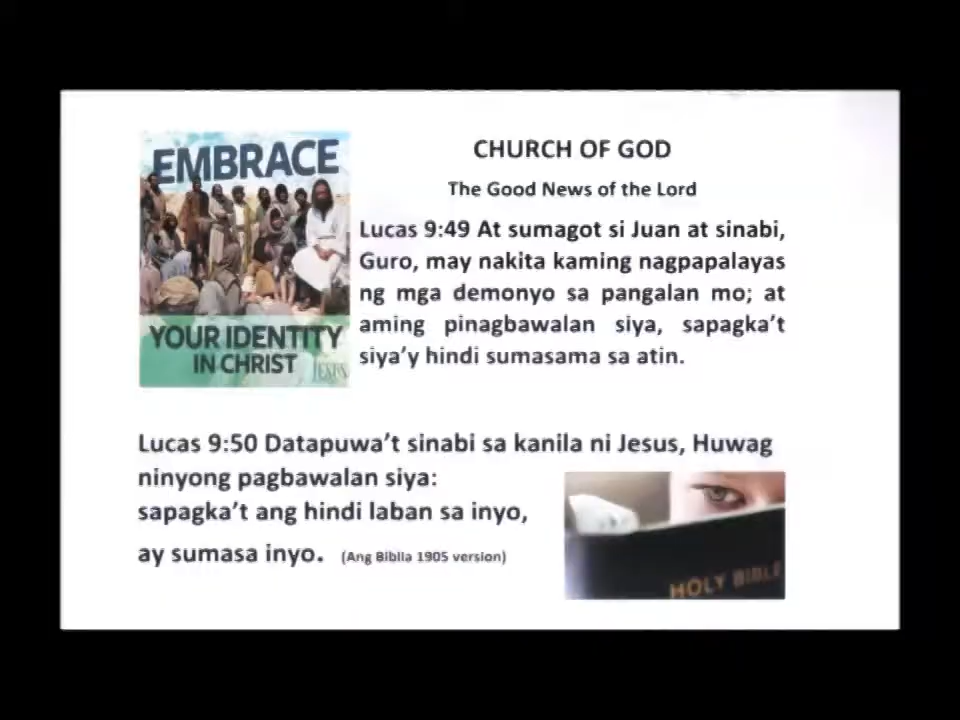 EMBRACE
YOUR IDENTITY
IN CHRIST
JESUS
CHURCH OF GOD
The Good News of the Lord
Lucas 9:49 At sumagot si Juan at sinabi,
Guro, may nakita kaming nagpapalayas
ng mga demonyo sa pangalan mo; at
aming pinagbawalan siya, sapagka't
siya'y hindi sumasama sa atin.
Lucas 9:50 Datapuwa't sinabi sa kanila ni Jesus, Huwag
ninyong pagbawalan siya:
sapagka't ang hindi laban sa inyo,
ay sumasa inyo. (Ang Biblia 1905 version)
HOLY BIBLE